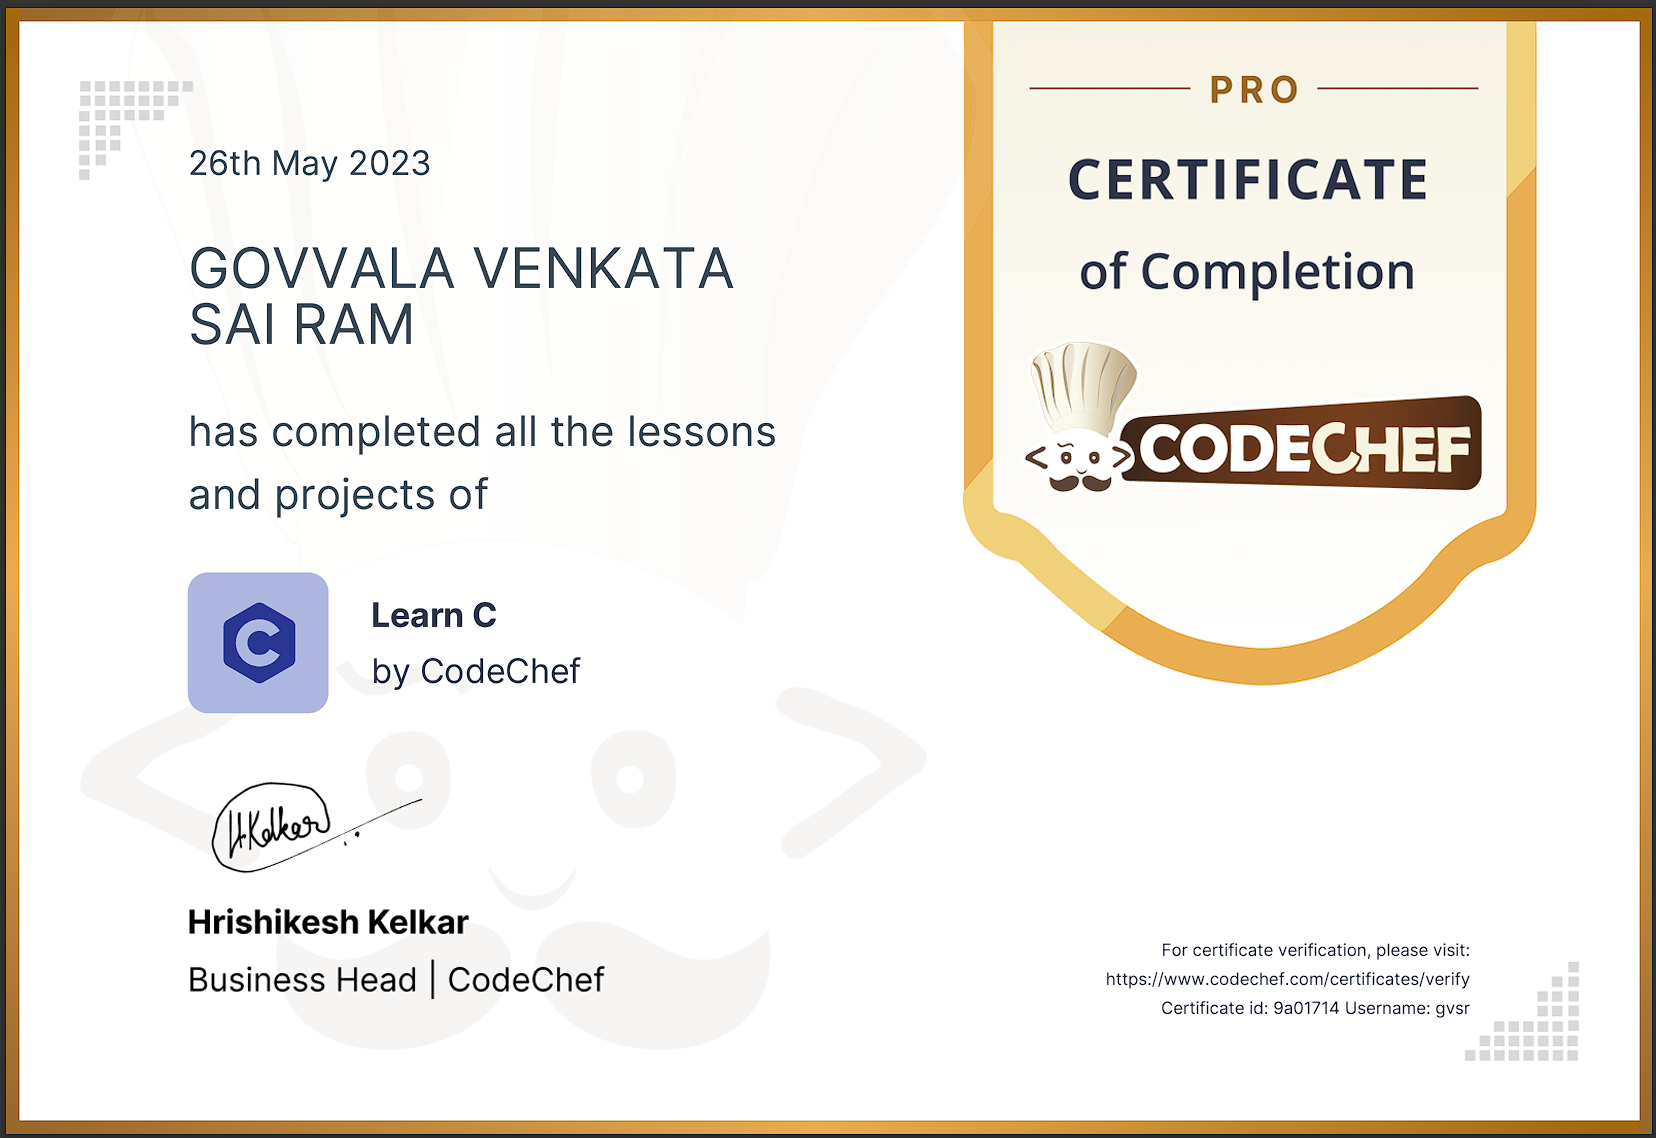 26th May 2023
GOVVALA VENKATA
SAI RAM
has completed all the lessons
and projects of
C
Learn C
by CodeChef
H.Kelkar
Hrishikesh Kelkar
Business Head | CodeChef
PRO
CERTIFICATE
of Completion
CODECHEF
For certificate verification, please visit:
https://www.codechef.com/certificates/verify
Certificate id: 9a01714 Username: gvsr